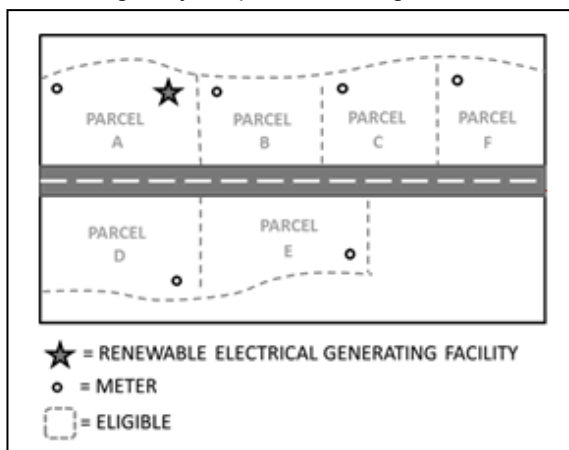 PARCEL
A
PARCEL
B
PARCEL
C
PARCEL
F
PARCEL
D
PARCEL
E
= RENEWABLE ELECTRICAL GENERATING FACILITY
= METER
= ELIGIBLE